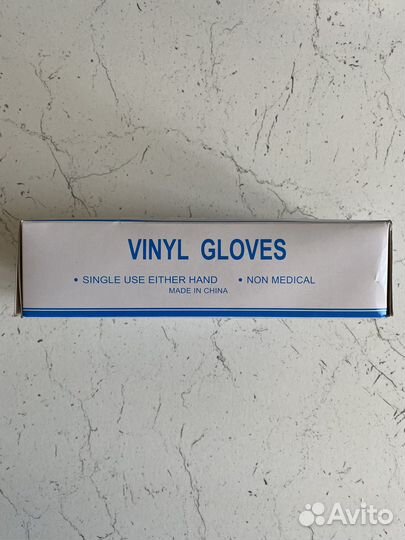 VINYL GLOVES
• SINGLE USE EITHER HAND • NON MEDICAL
MADE IN CHINA
Avito